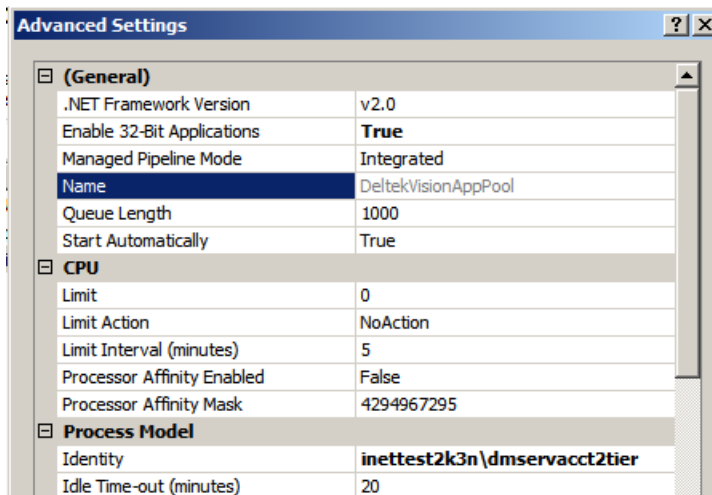 Advanced Settings
(General)
.NET Framework Version v2.0
Enable 32-Bit Applications True
Managed Pipeline Mode Integrated
Name DeltekVisionAppPool
Queue Length 1000
Start Automatically True
CPU
Limit 0
Limit Action NoAction
Limit Interval (minutes) 5
Processor Affinity Enabled False
Processor Affinity Mask 4294967295
Process Model
Identity inettest2k3n\dmservacct2tier
Idle Time-out (minutes) 20